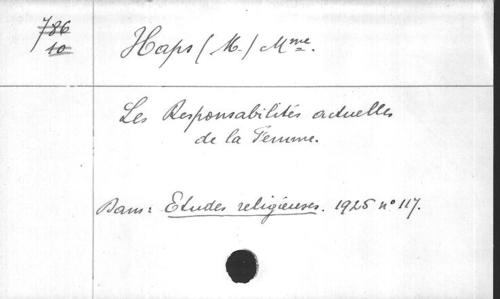 786
10
Haps (M.) Mme.
Les Responsabilités actuelles
de la Femme.
Dans: Etudes religieuses. 1925 n° 117.